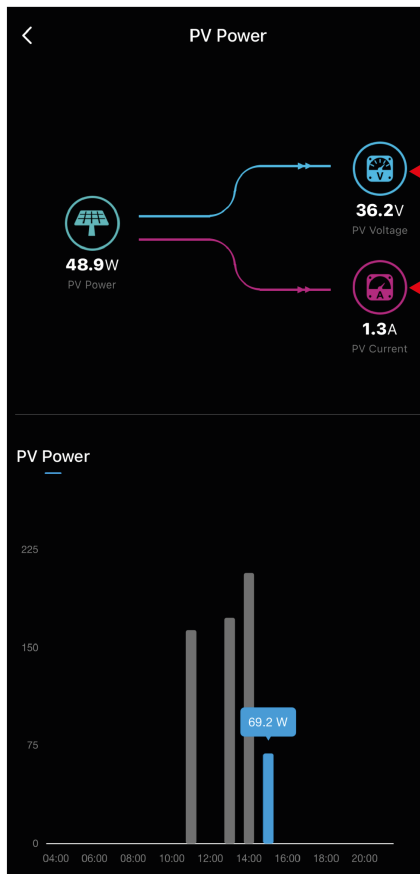 PV Power
36.2V
PV Voltage
48.9W
PV Power
1.3A
PV Current
PV Power
225
150
75
0
69.2 W
04:00 06:00 08:00 10:00 12:00 14:00 16:00 18:00 20:00